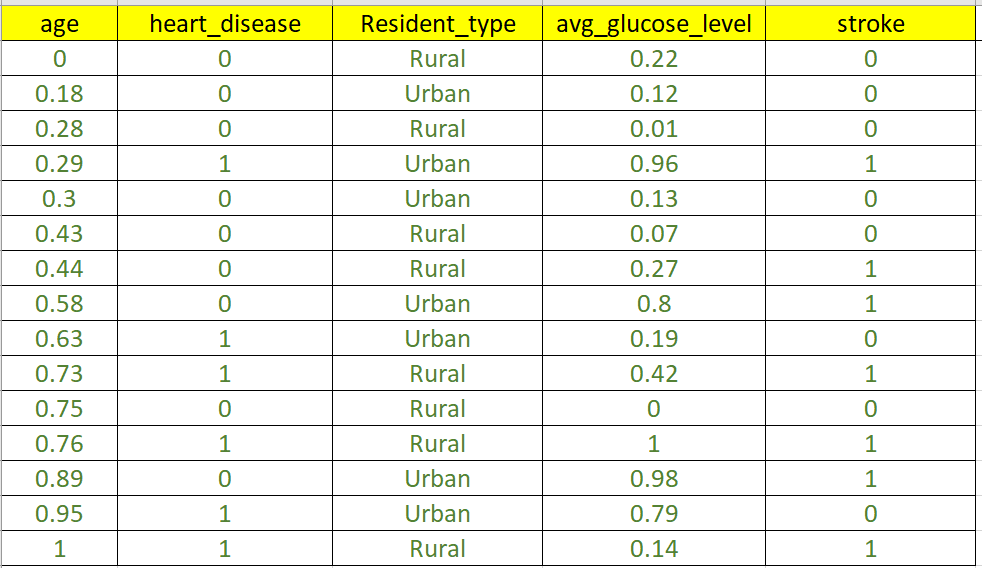 age heart_disease Resident_type avg_glucose_level stroke
0 0 Rural 0.22 0
0.18 0 Urban 0.12 0
0.28 0 Rural 0.01 0
0.29 1 Urban 0.96 1
0.3 0 Urban 0.13 0
0.43 0 Rural 0.07 0
0.44 0 Rural 0.27 1
0.58 0 Urban 0.8 1
0.63 1 Urban 0.19 0
0.73 1 Rural 0.42 1
0.75 0 Rural 0 0
0.76 1 Rural 1 1
0.89 0 Urban 0.98 1
0.95 1 Urban 0.79 0
1 1 Rural 0.14 1